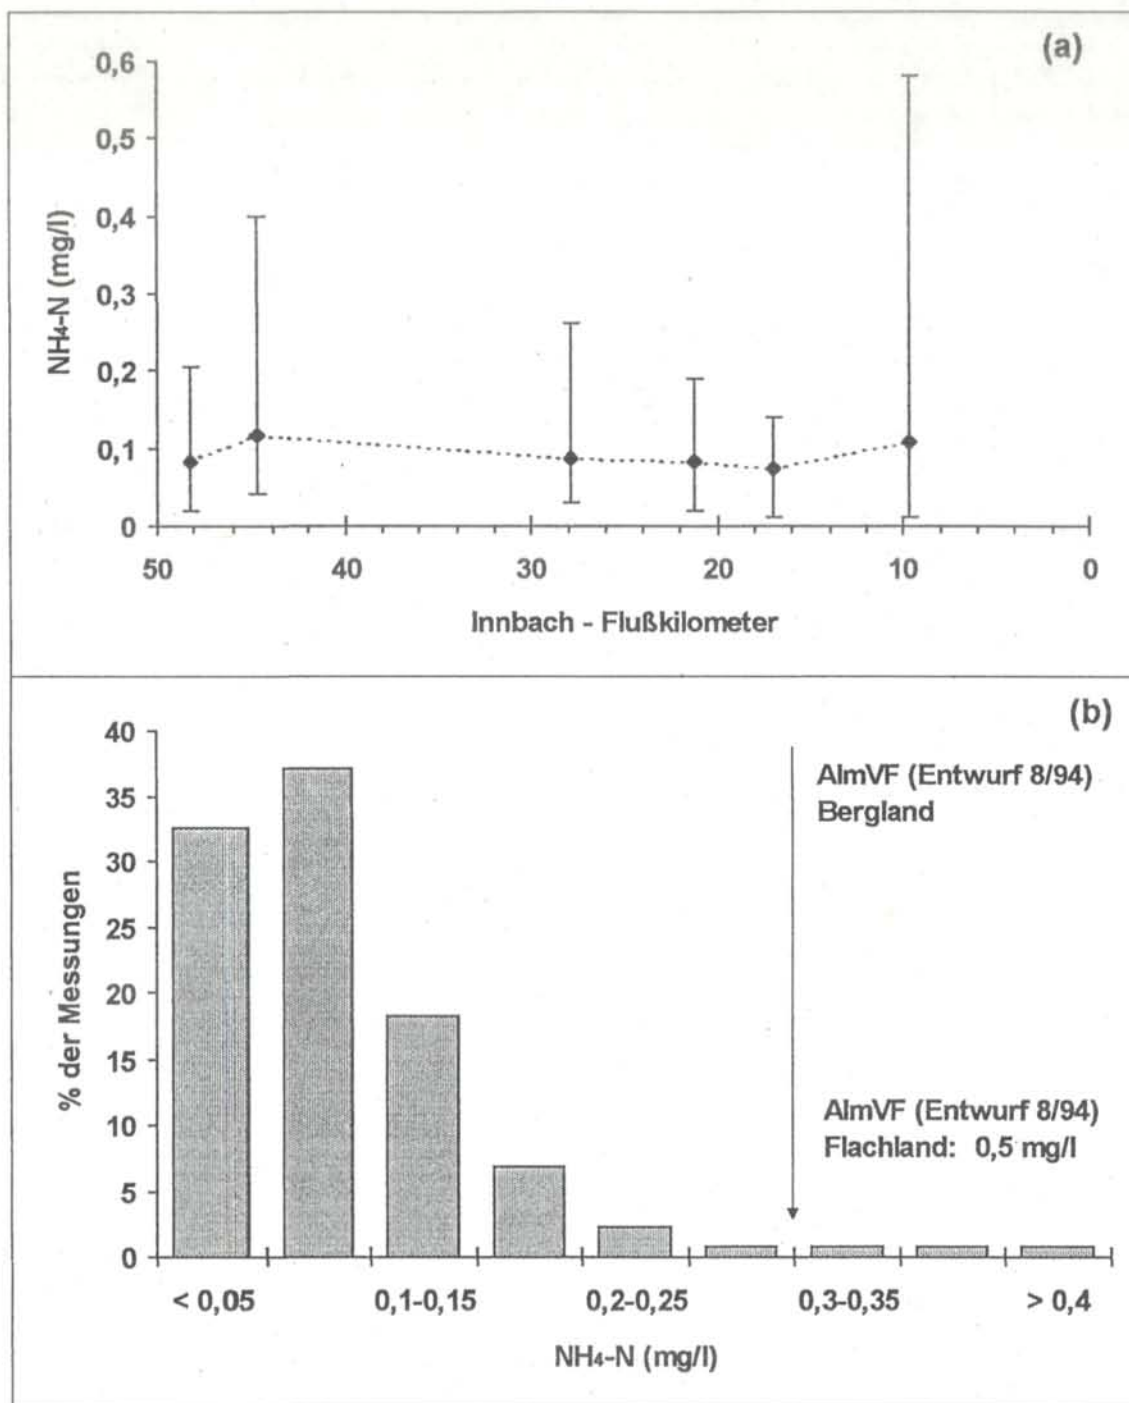 (a)
0,6
0,5
0,4
0,3
0,2
0,1
0
NH₄-N (mg/l)
50 40 30 20 10 0
Innbach - Flußkilometer
(b)
40
35
30
25
20
15
10
5
0
% der Messungen
AImVF (Entwurf 8/94)
Bergland
AImVF (Entwurf 8/94)
Flachland: 0,5 mg/l
< 0,05 0,1-0,15 0,2-0,25 0,3-0,35 > 0,4
NH₄-N (mg/l)